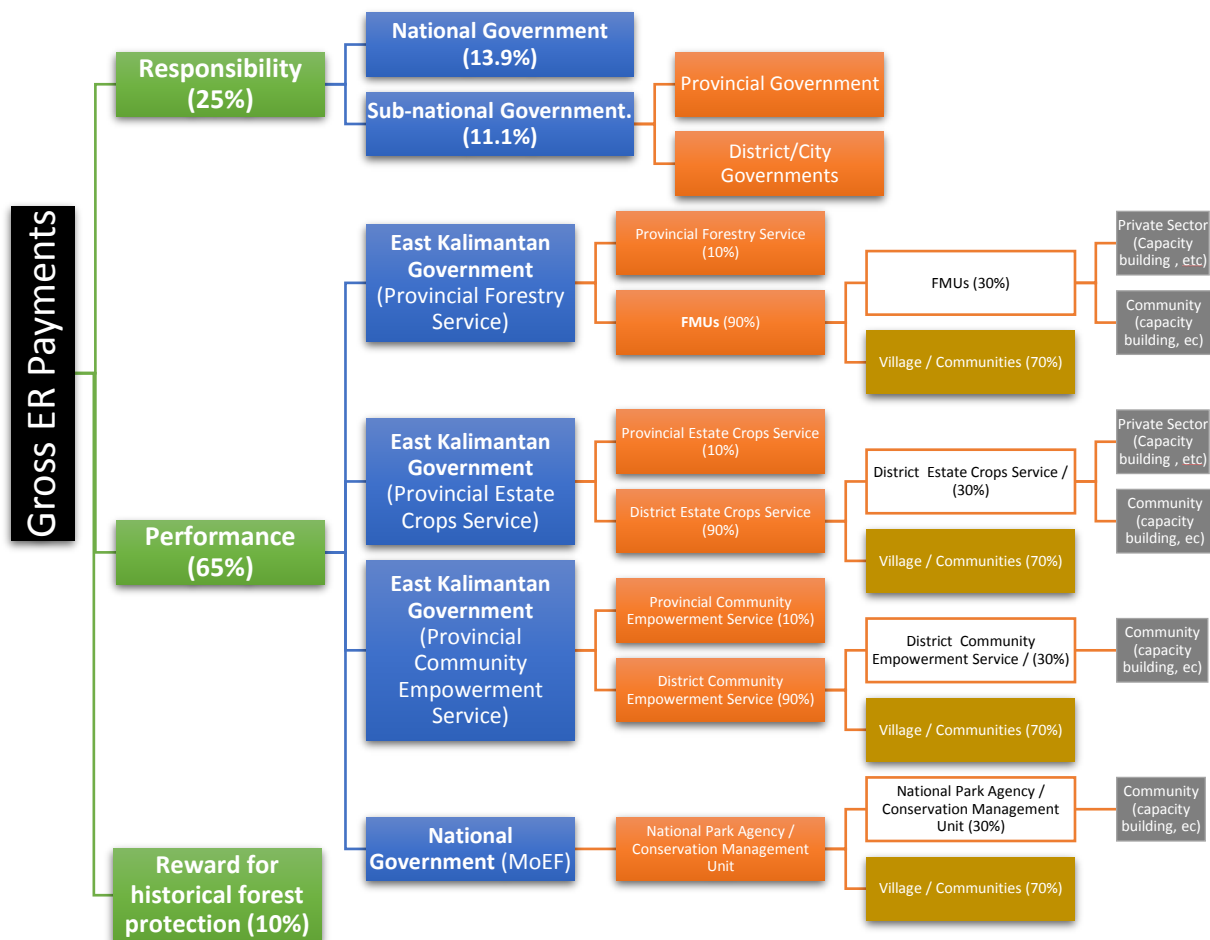 Gross ER Payments
Responsibility
(25%)
National Government
(13.9%)
Sub-national Government.
(11.1%)
Provincial Government
District/City
Governments
Performance
(65%)
East Kalimantan
Government
(Provincial Forestry
Service)
Provincial Forestry Service
(10%)
FMUs (90%)
FMUs (30%)
Private Sector
(Capacity
building , etc)
Community
(capacity
building, ec)
Village / Communities (70%)
East Kalimantan
Government
(Provincial Estate
Crops Service)
Provincial Estate Crops Service
(10%)
District Estate Crops Service
(90%)
District  Estate Crops Service /
(30%)
Private Sector
(Capacity
building , etc)
Community
(capacity
building, ec)
Village / Communities (70%)
East Kalimantan
Government
(Provincial
Community
Empowerment
Service)
Provincial Community
Empowerment Service (10%)
District Community
Empowerment Service (90%)
District  Community
Empowerment Service / (30%)
Community
(capacity
building, ec)
Village / Communities (70%)
National
Government (MoEF)
National Park Agency /
Conservation Management
Unit
National Park Agency /
Conservation Management
Unit (30%)
Community
(capacity
building, ec)
Village / Communities (70%)
Reward for
historical forest
protection (10%)